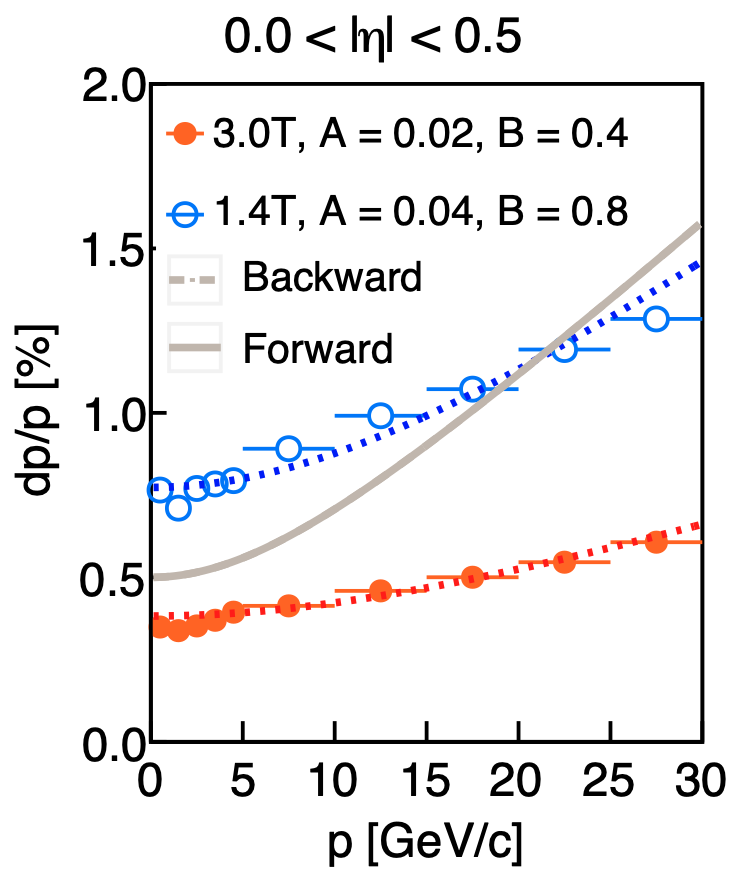 0.0 < |η| < 0.5
2.0
3.0T, A = 0.02, B = 0.4
1.4T, A = 0.04, B = 0.8
1.5
Backward
Forward
dp/p [%]
1.0
0.5
0.0
0 5 10 15 20 25 30
p [GeV/c]